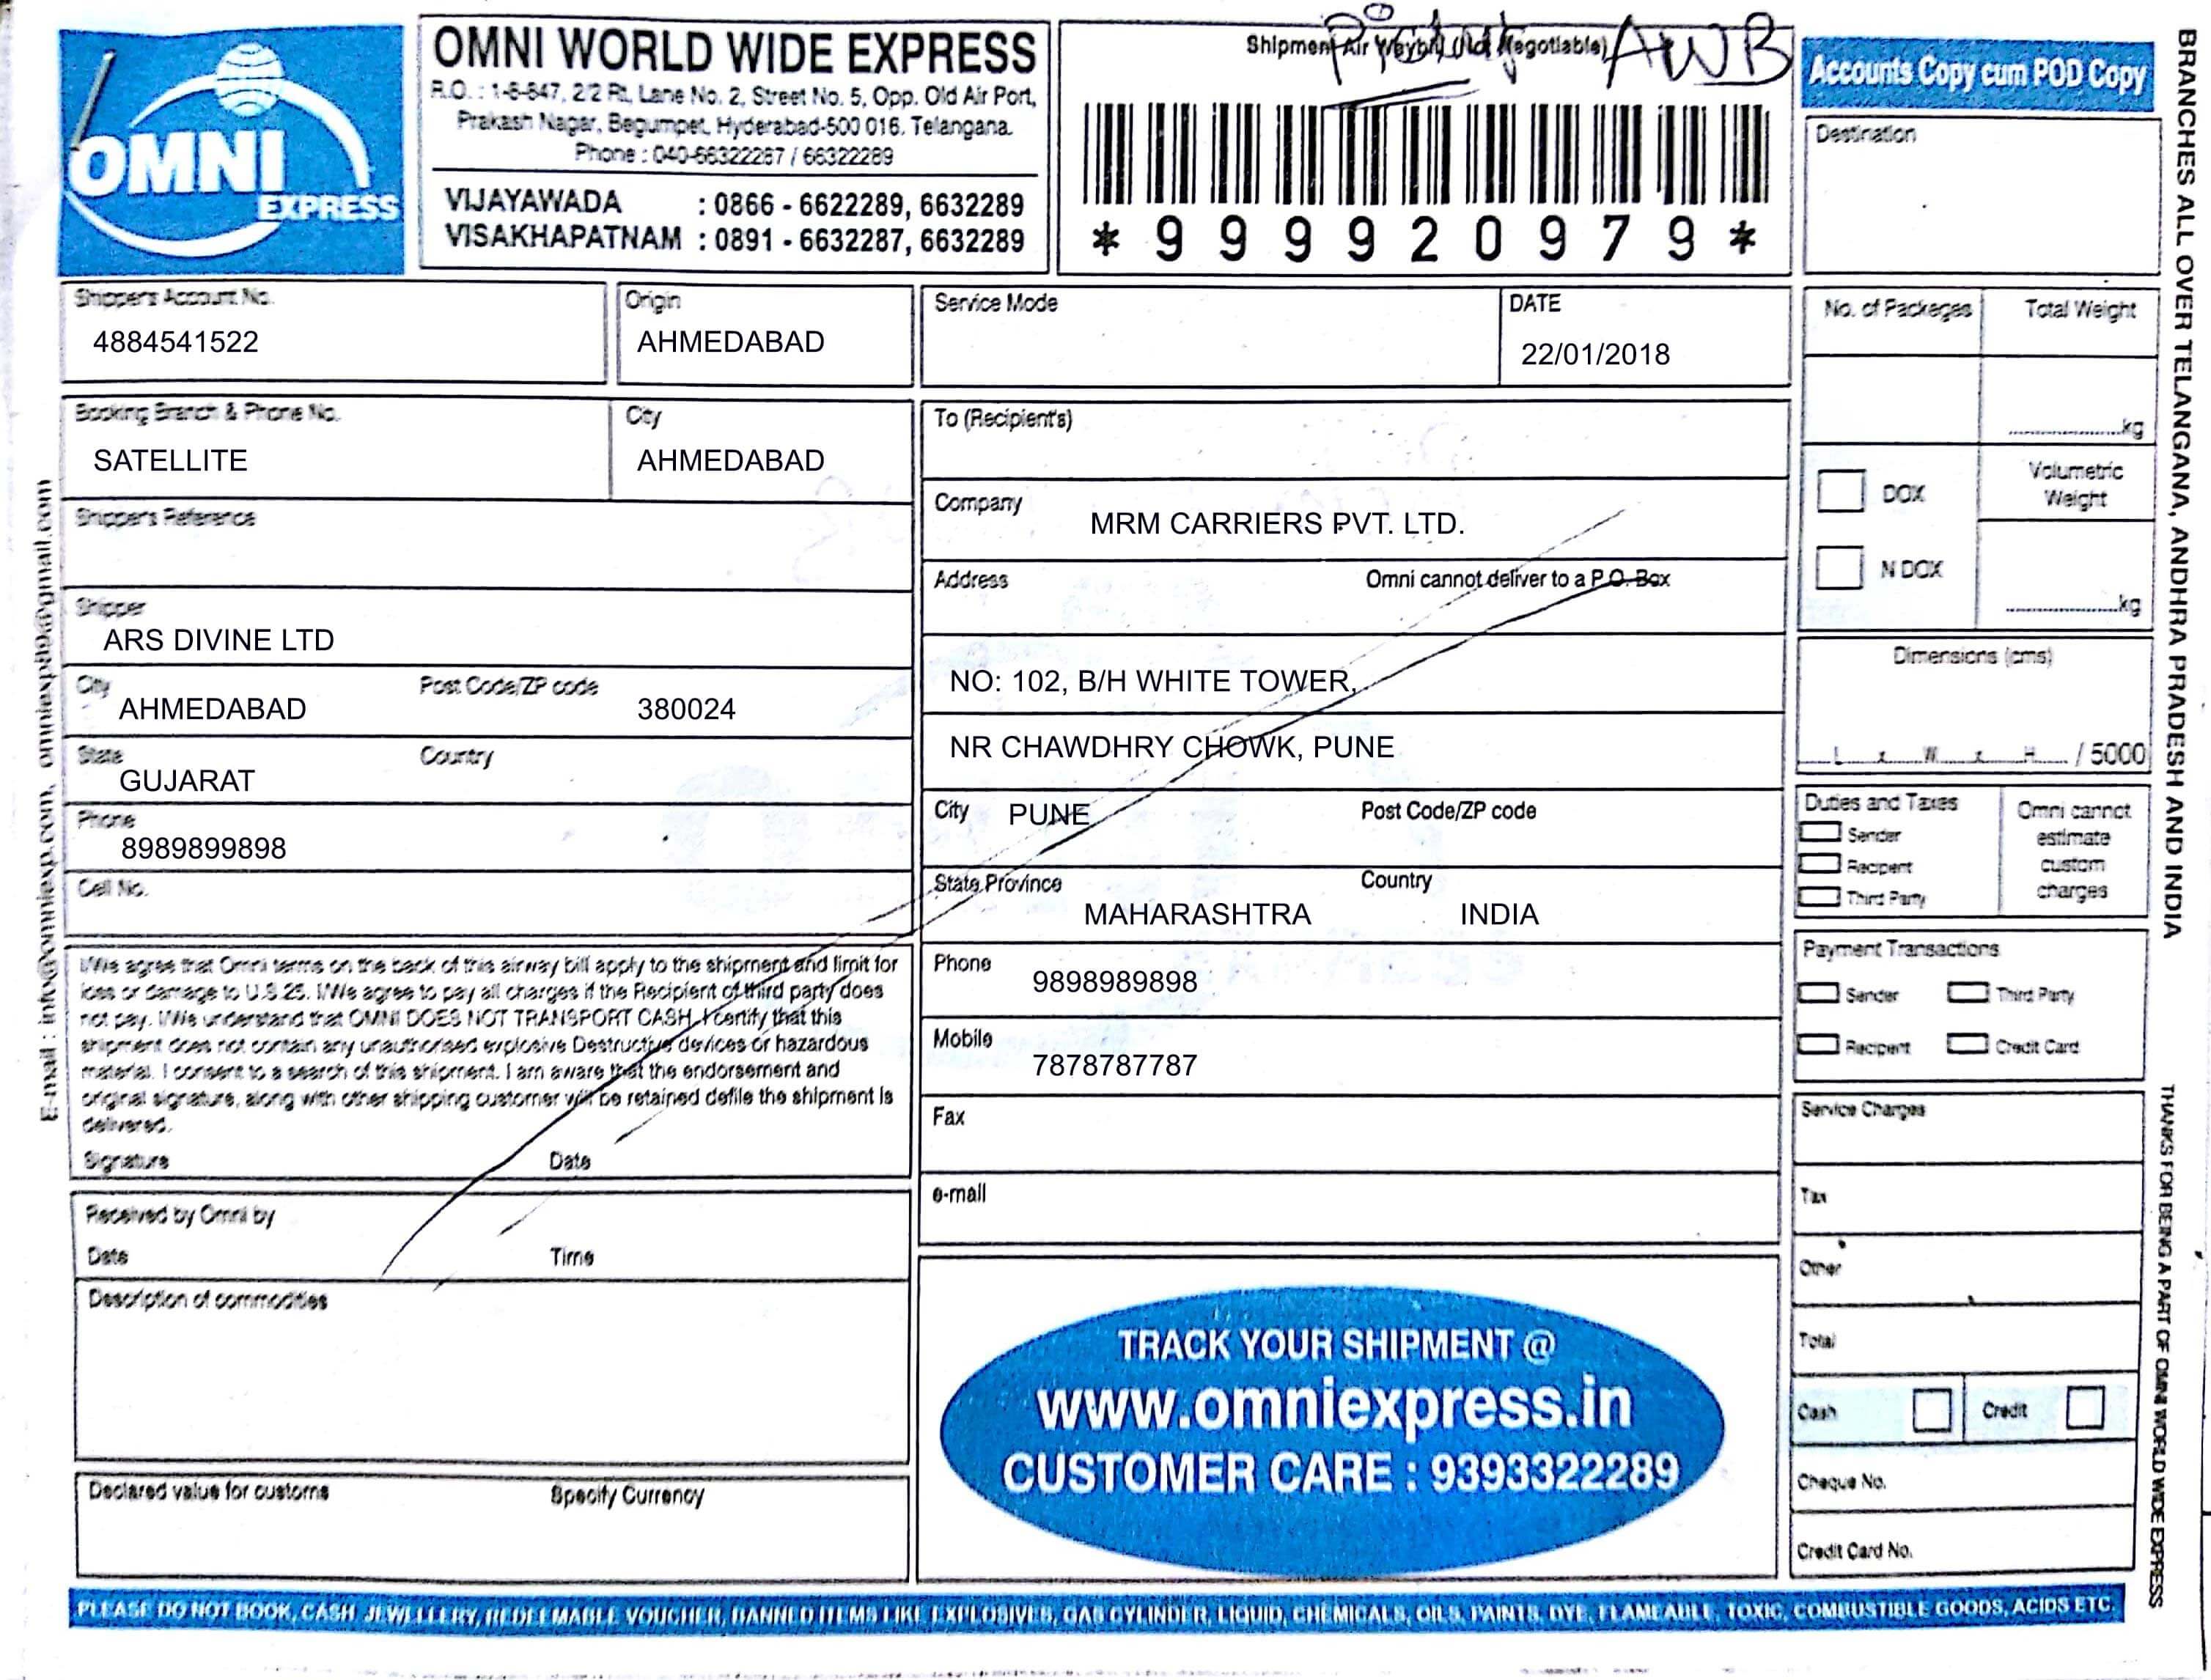 OMNI
EXPRESS
OMNI WORLD WIDE EXPRESS
R.O. : 1-8-847, 2/2 Rt, Lane No. 2, Street No. 5, Opp. Old Air Port,
Prakash Nagar, Begumpet, Hyderabad-500 016. Telangana.
Phone : 040-66322287 / 66322289
VIJAYAWADA : 0866 - 6622289, 6632289
VISAKHAPATNAM : 0891 - 6632287, 6632289
Shipment Air Waybill (Not Negotiable)
AWB
*999920979*
Accounts Copy cum POD Copy
Destination
Shipper's Account No.
4884541522
Origin
AHMEDABAD
Service Mode
DATE
22/01/2018
No. of Packeges
Total Weight
kg
Booking Branch & Phone No.
SATELLITE
City
AHMEDABAD
Shipper's Reference
Shipper
ARS DIVINE LTD
City
AHMEDABAD
Post Code/ZP code
380024
State
GUJARAT
Country
Phone
8989899898
Cell No.
To (Recipient's)
Company
MRM CARRIERS PVT. LTD.
Address
Omni cannot deliver to a P.O. Box
NO: 102, B/H WHITE TOWER,
NR CHAWDHRY CHOWK, PUNE
City PUNE
Post Code/ZP code
State,Province
MAHARASHTRA
Country
INDIA
Phone
9898989898
Mobile
7878787787
Fax
e-mail
DOX
N DOX
Volumetric
Weight
kg
Dimensions (cms)
L x W x H / 5000
Duties and Taxes
Sender
Recipent
Third Party
Omni cannot
estimate
custom
charges
Payment Transactions
Sender
Third Party
Recipent
Credit Card
Service Charges
Tax
Other
Total
Cash
Credit
Cheque No.
Credit Card No.
I/We agree that Omni terms on the back of this airway bill apply to the shipment and limit for
loss or damage to U.S.25. I/We agree to pay all charges if the Recipient of third party does
not pay. I/We understand that OMNI DOES NOT TRANSPORT CASH, I certify that this
shipment does not contain any unauthorised explosive Destructive devices or hazardous
material. I consent to a search of this shipment. I am aware that the endorsement and
original signature, along with other shipping customer will be retained defile the shipment is
delivered.
Signature
Date
Received by Omni by
Date
Time
Description of commodities
Declared value for customs
Specify Currency
TRACK YOUR SHIPMENT @
www.omniexpress.in
CUSTOMER CARE : 9393322289
PLEASE DO NOT BOOK, CASH JEWELLERY, REDEEMABLE VOUCHER, BANNED ITEMS LIKE EXPLOSIVES, GAS CYLINDER, LIQUID, CHEMICALS, OILS, PAINTS, DYE, FLAMEABLE, TOXIC, COMBUSTIBLE GOODS, ACIDS ETC.
E-mail : info@omniexp.com,
BRANCHES ALL OVER TELANGANA, ANDHRA PRADESH AND INDIA
THANKS FOR BEING A PART OF OMNI WORLD WIDE EXPRESS